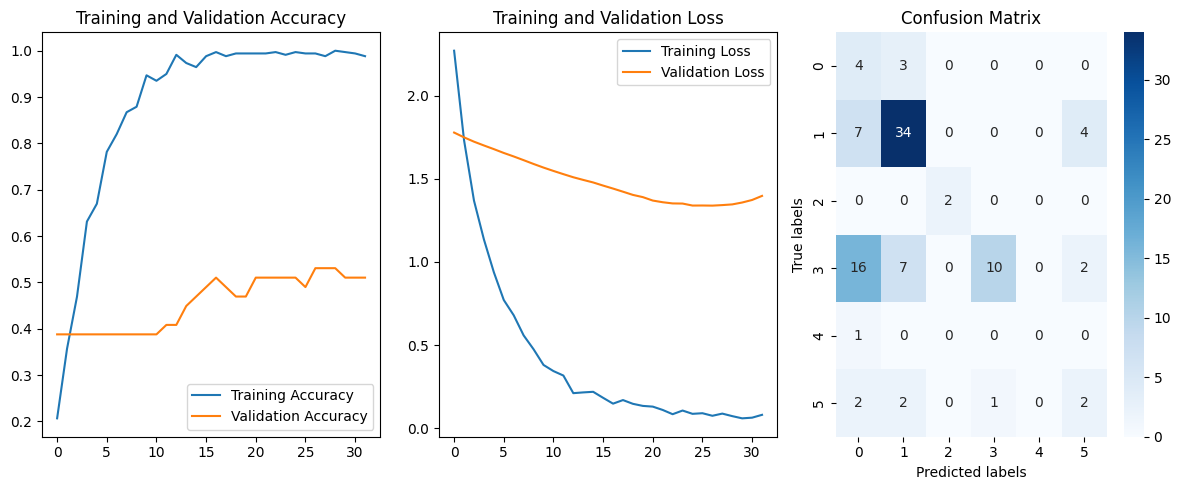 Training and Validation Accuracy
1.0
0.9
0.8
0.7
0.6
0.5
0.4
0.3
0.2
0 5 10 15 20 25 30
Training Accuracy
Validation Accuracy
Training and Validation Loss
2.0
1.5
1.0
0.5
0.0
0 5 10 15 20 25 30
Training Loss
Validation Loss
Confusion Matrix
True labels
0 4 3 0 0 0 0
1 7 34 0 0 0 4
2 0 0 2 0 0 0
3 16 7 0 10 0 2
4 1 0 0 0 0 0
5 2 2 0 1 0 2
0 1 2 3 4 5
Predicted labels
30
25
20
15
10
5
0